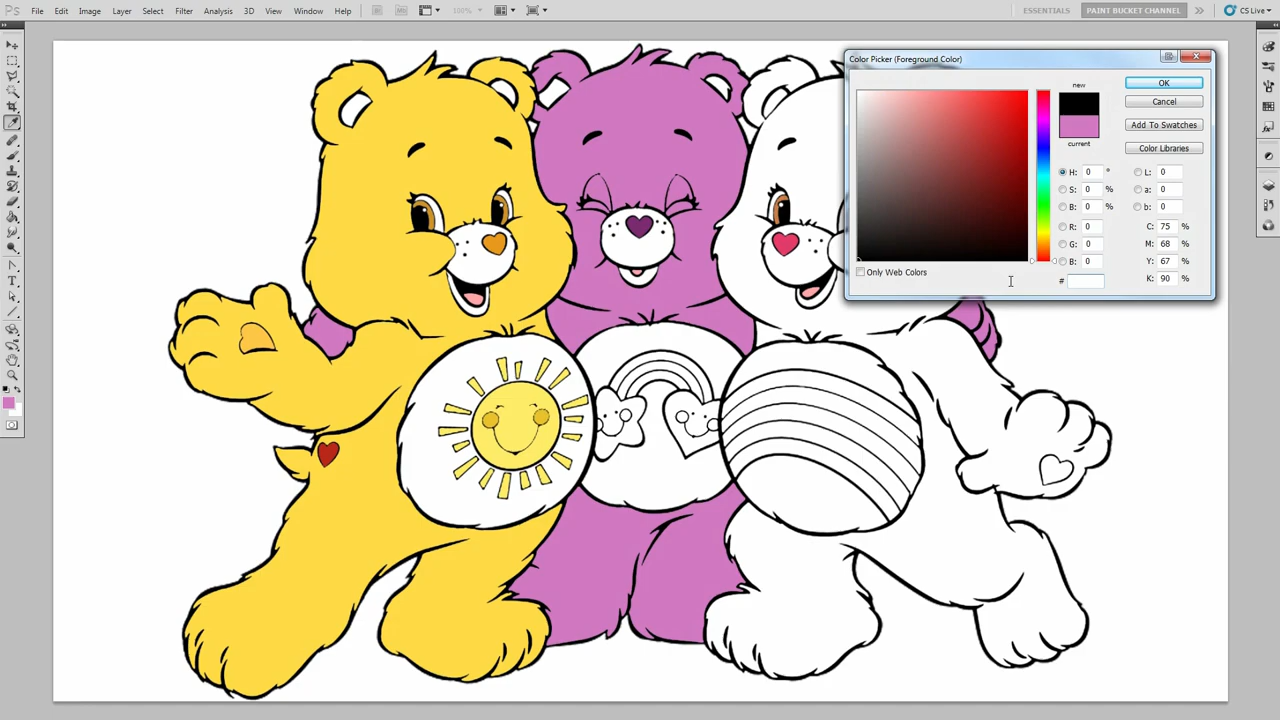 Ps File Edit Image Layer Select Filter Analysis 3D View Window Help 100% ESSENTIALS PAINT BUCKET CHANNEL CS Live
Color Picker (Foreground Color)
new
current
OK
Cancel
Add To Swatches
Color Libraries
H: 0 ° L: 0
S: 0 % a: 0
B: 0 % b: 0
R: 0 C: 75 %
G: 0 M: 68 %
B: 0 Y: 67 %
# K: 90 %
Only Web Colors